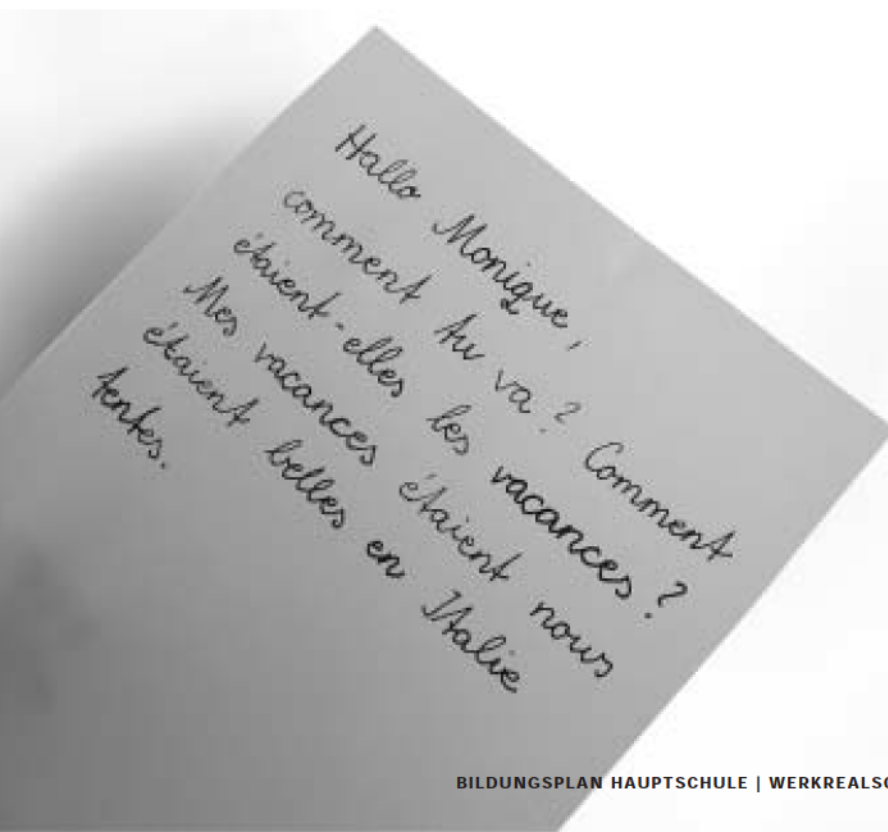 Hallo Monique,
comment tu va? Comment
étaient-elles les vacances?
Mes vacances étaient nous
étaient belles en Italie
tentes.
BILDUNGSPLAN HAUPTSCHULE | WERKREALSC